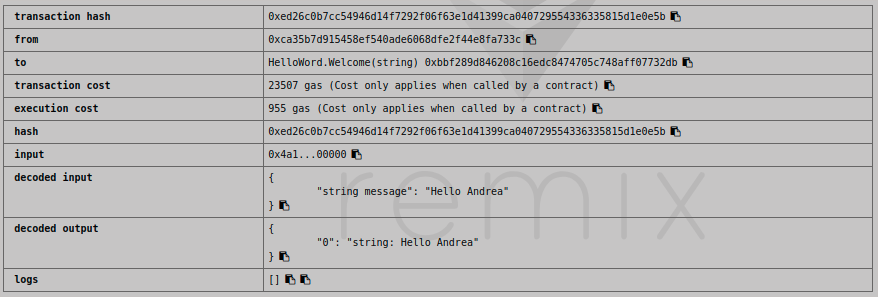 transaction hash 0xed26c0b7cc54946d14f7292f06f63e1d41399ca040729554336335815d1e0e5b
from 0xca35b7d915458ef540ade6068dfe2f44e8fa733c
to HelloWord.Welcome(string) 0xbbf289d846208c16edc8474705c748aff07732db
transaction cost 23507 gas (Cost only applies when called by a contract)
execution cost 955 gas (Cost only applies when called by a contract)
hash 0xed26c0b7cc54946d14f7292f06f63e1d41399ca040729554336335815d1e0e5b
input 0x4a1...00000
decoded input {
"string message": "Hello Andrea"
}
decoded output {
"0": "string: Hello Andrea"
}
logs []
remix